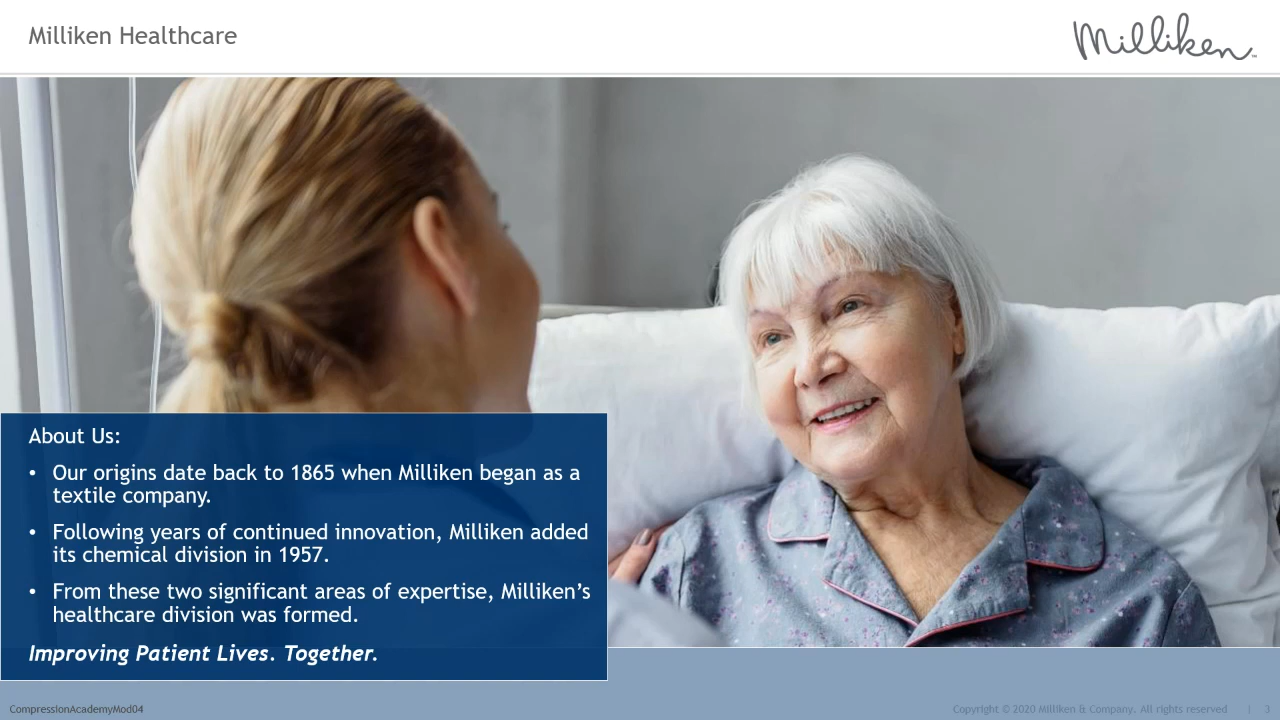 Milliken Healthcare
Milliken™
About Us:
• Our origins date back to 1865 when Milliken began as a
textile company.
• Following years of continued innovation, Milliken added
its chemical division in 1957.
• From these two significant areas of expertise, Milliken’s
healthcare division was formed.
Improving Patient Lives. Together.
CompressionAcademyMod04
Copyright © 2020 Milliken & Company. All rights reserved | 3